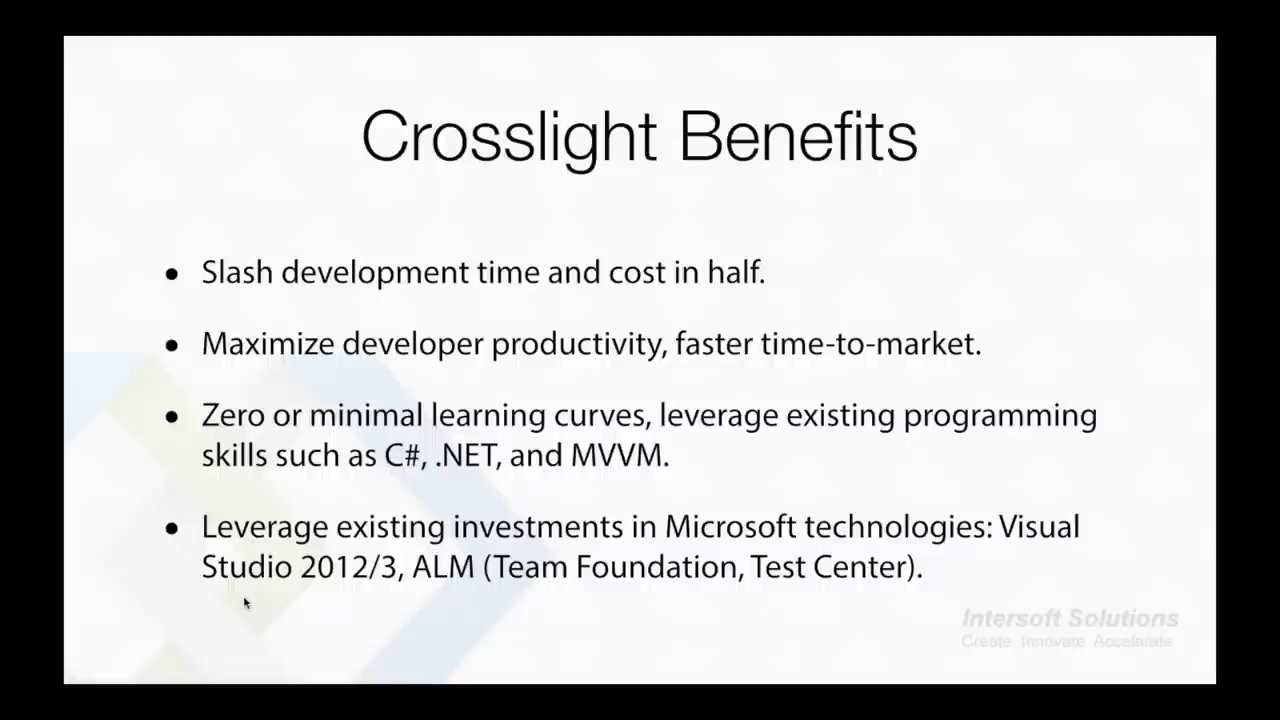 Crosslight Benefits
• Slash development time and cost in half.
• Maximize developer productivity, faster time-to-market.
• Zero or minimal learning curves, leverage existing programming
skills such as C#, .NET, and MVVM.
• Leverage existing investments in Microsoft technologies: Visual
Studio 2012/3, ALM (Team Foundation, Test Center).
Intersoft Solutions
Create Innovate Accelerate